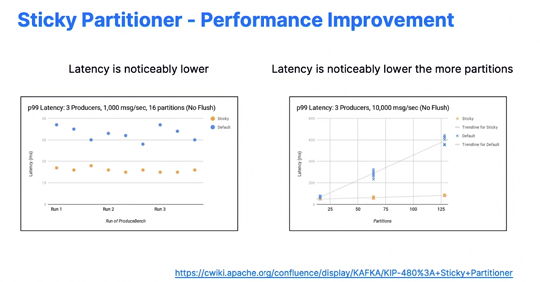 Sticky Partitioner - Performance Improvement
Latency is noticeably lower
Latency is noticeably lower the more partitions
p99 Latency: 3 Producers, 1,000 msg/sec, 16 partitions (No Flush)
Sticky
Default
Latency (ms)
Run 1
Run 2
Run 3
Run of ProduceBench
p99 Latency: 3 Producers, 10,000 msg/sec (No Flush)
Sticky
Trendline for Sticky
Default
Trendline for Default
Latency (ms)
0
25
50
75
100
125
Partitions
https://cwiki.apache.org/confluence/display/KAFKA/KIP-480%3A+Sticky+Partitioner